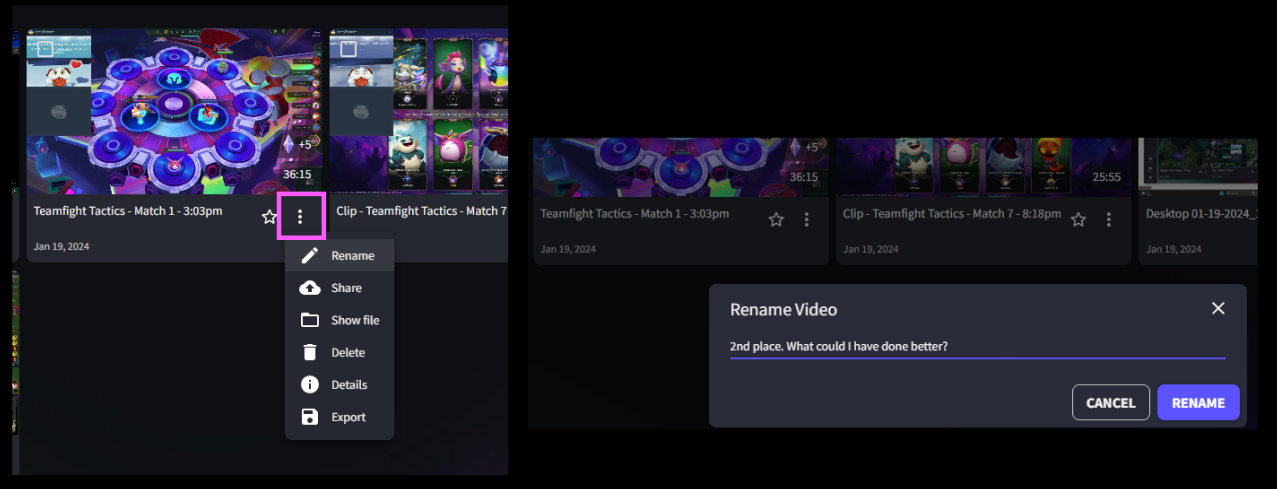 +5
36:15
Teamfight Tactics - Match 1 - 3:03pm
Jan 19, 2024
Clip - Teamfight Tactics - Match 7
Rename
Share
Show file
Delete
Details
Export
+5
36:15
Teamfight Tactics - Match 1 - 3:03pm
Jan 19, 2024
25:55
Clip - Teamfight Tactics - Match 7 - 8:18pm
Jan 19, 2024
Desktop 01-19-2024_
Jan 19, 2024
Rename Video
2nd place. What could I have done better?
CANCEL
RENAME